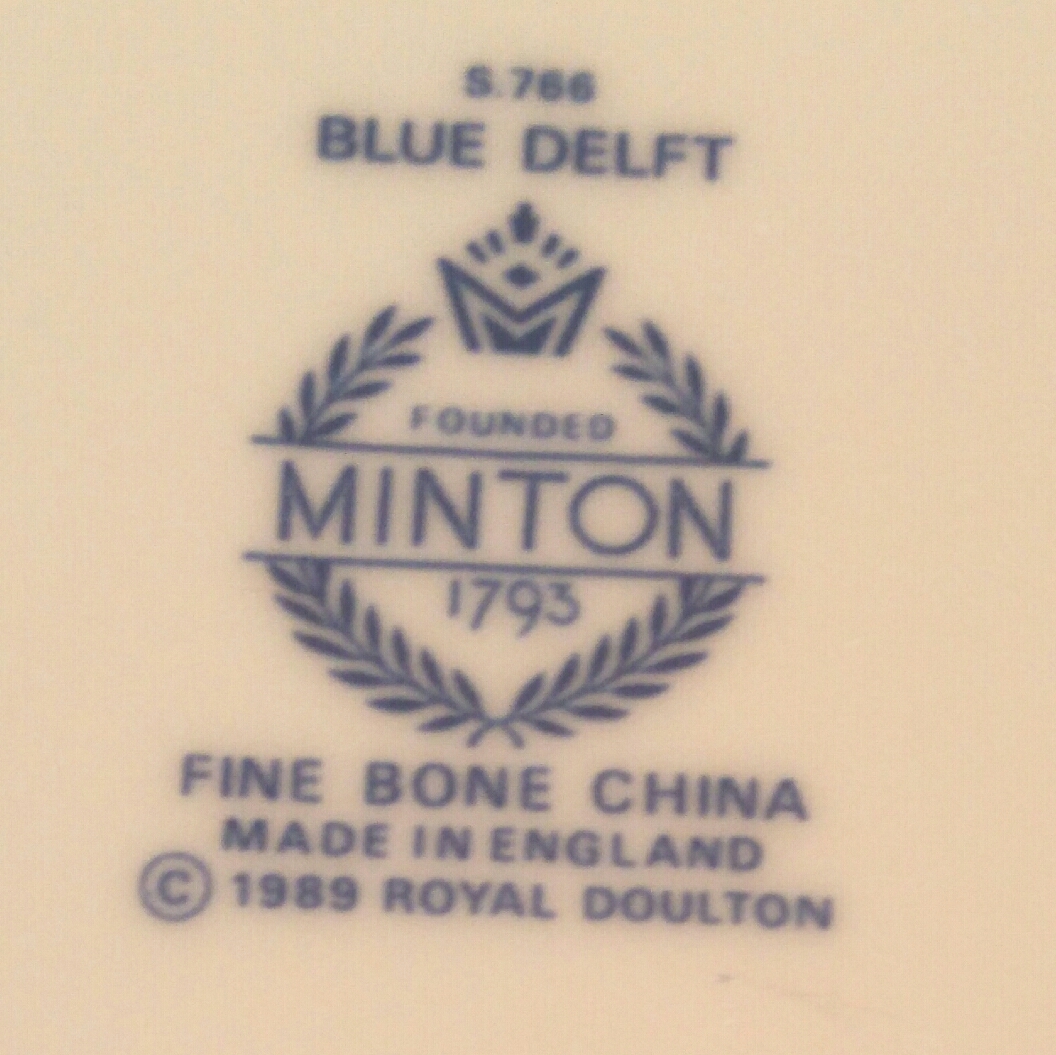 S.766
BLUE DELFT
FOUNDED
MINTON
1793
FINE BONE CHINA
MADE IN ENGLAND
© 1989 ROYAL DOULTON